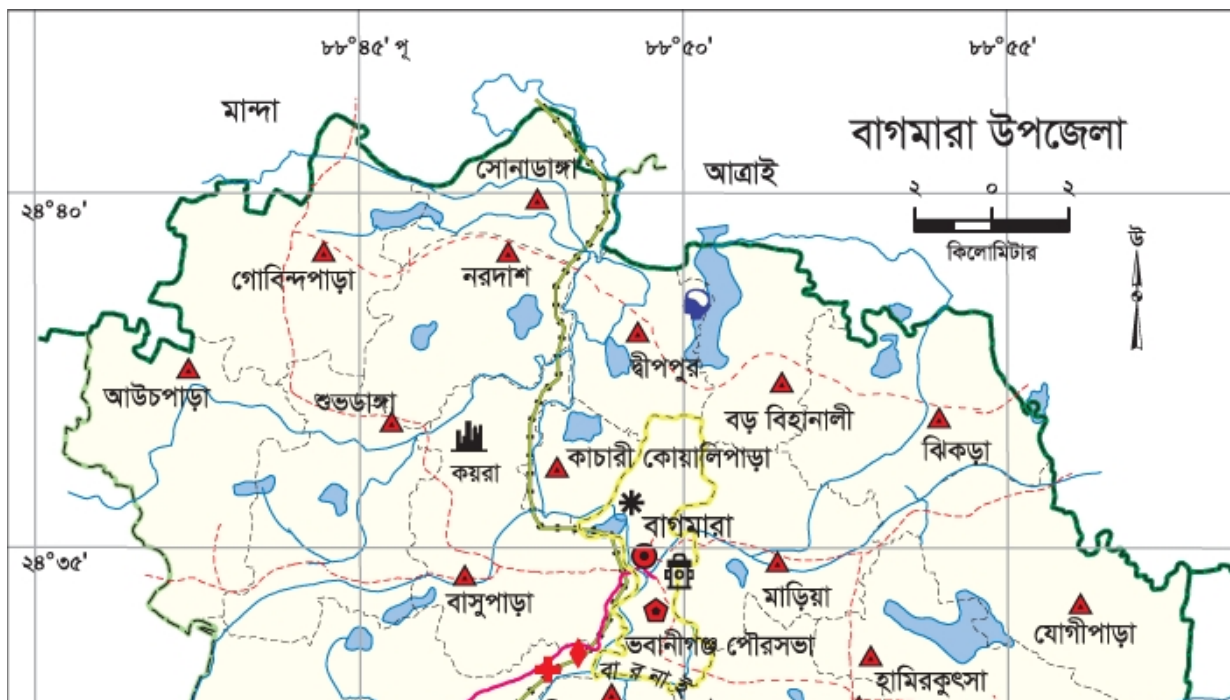 ৮৮°৪৫' পূ
৮৮°৫০'
৮৮°৫৫'
মান্দা
বাগমারা উপজেলা
আত্রাই
সোনাডাঙ্গা
২ ০ ২
কিলোমিটার
উ
২৪°৪০'
গোবিন্দপাড়া
নরদাশ
দ্বীপপুর
আউচপাড়া
শুভডাঙ্গা
বড় বিহানালী
ঝিকড়া
কয়রা
কাচারী কোয়ালিপাড়া
বাগমারা
২৪°৩৫'
বাসুপাড়া
মাড়িয়া
যোগীপাড়া
ভবানীগঞ্জ পৌরসভা
বা র না ই
হামিরকুৎসা